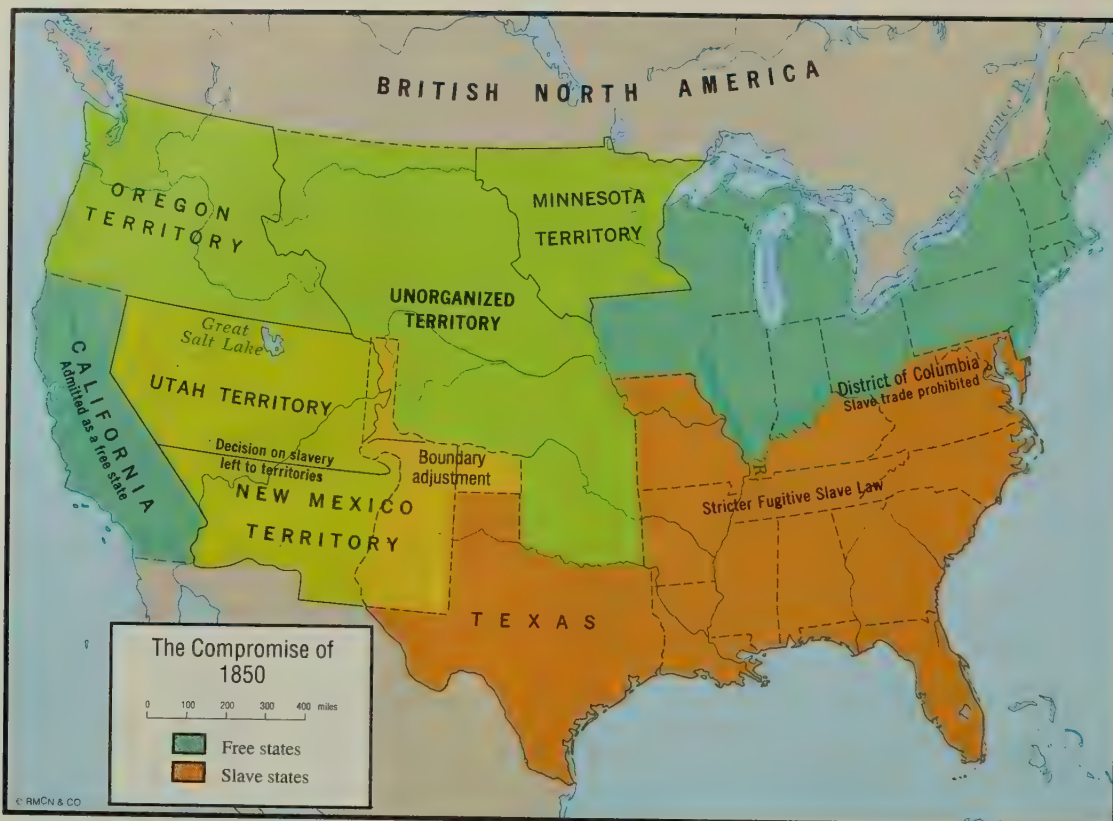 BRITISH NORTH AMERICA
St. Lawrence R.
OREGON
TERRITORY
MINNESOTA
TERRITORY
UNORGANIZED
TERRITORY
Great
Salt Lake
UTAH TERRITORY
CALIFORNIA
Admitted as a free state
District of Columbia
Slave trade prohibited
Decision on slavery
left to territories
Boundary
adjustment
NEW MEXICO
TERRITORY
Stricter Fugitive Slave Law
TEXAS
The Compromise of
1850
0 100 200 300 400 miles
Free states
Slave states
© RMCN & CO